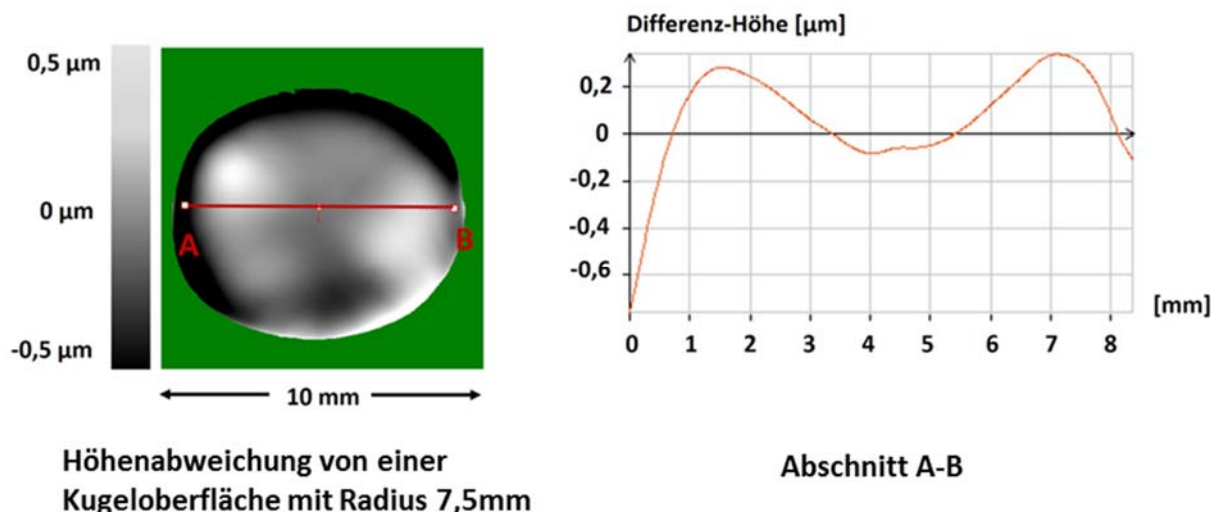 0,5 µm
0 µm
-0,5 µm
A
B
10 mm
Höhenabweichung von einer
Kugeloberfläche mit Radius 7,5mm
Differenz-Höhe [µm]
0,2
0
-0,2
-0,4
-0,6
0 1 2 3 4 5 6 7 8
[mm]
Abschnitt A-B